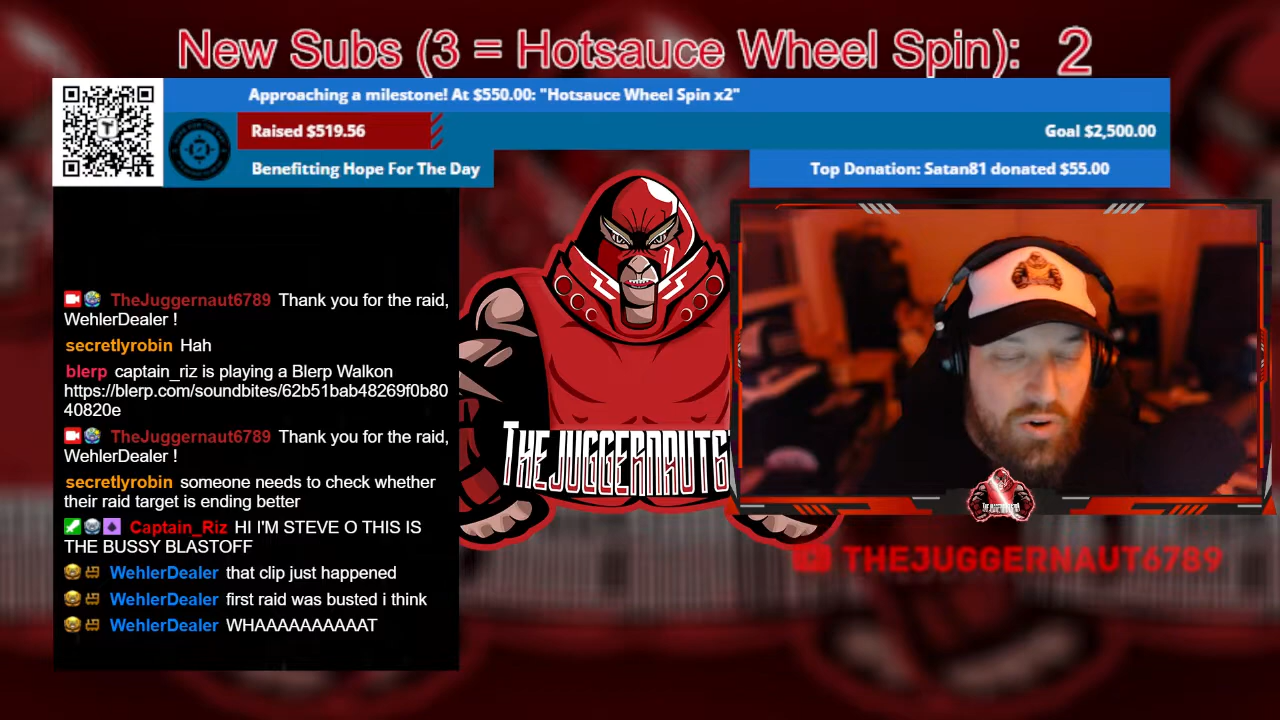 New Subs (3 = Hotsauce Wheel Spin): 2
Approaching a milestone! At $550.00: "Hotsauce Wheel Spin x2"
Raised $519.56
Goal $2,500.00
Benefitting Hope For The Day
Top Donation: Satan81 donated $55.00
TheJuggernaut6789 Thank you for the raid,
WehlerDealer !
secretlyrobin Hah
blerp captain_riz is playing a Blerp Walkon
https://blerp.com/soundbites/62b51bab48269f0b80
40820e
TheJuggernaut6789 Thank you for the raid,
WehlerDealer !
secretlyrobin someone needs to check whether
their raid target is ending better
Captain_Riz HI I'M STEVE O THIS IS
THE BUSSY BLASTOFF
WehlerDealer that clip just happened
WehlerDealer first raid was busted i think
WehlerDealer WHAAAAAAAAAT
THEJUGGERNAUT6
THEJUGGERNAUT6789